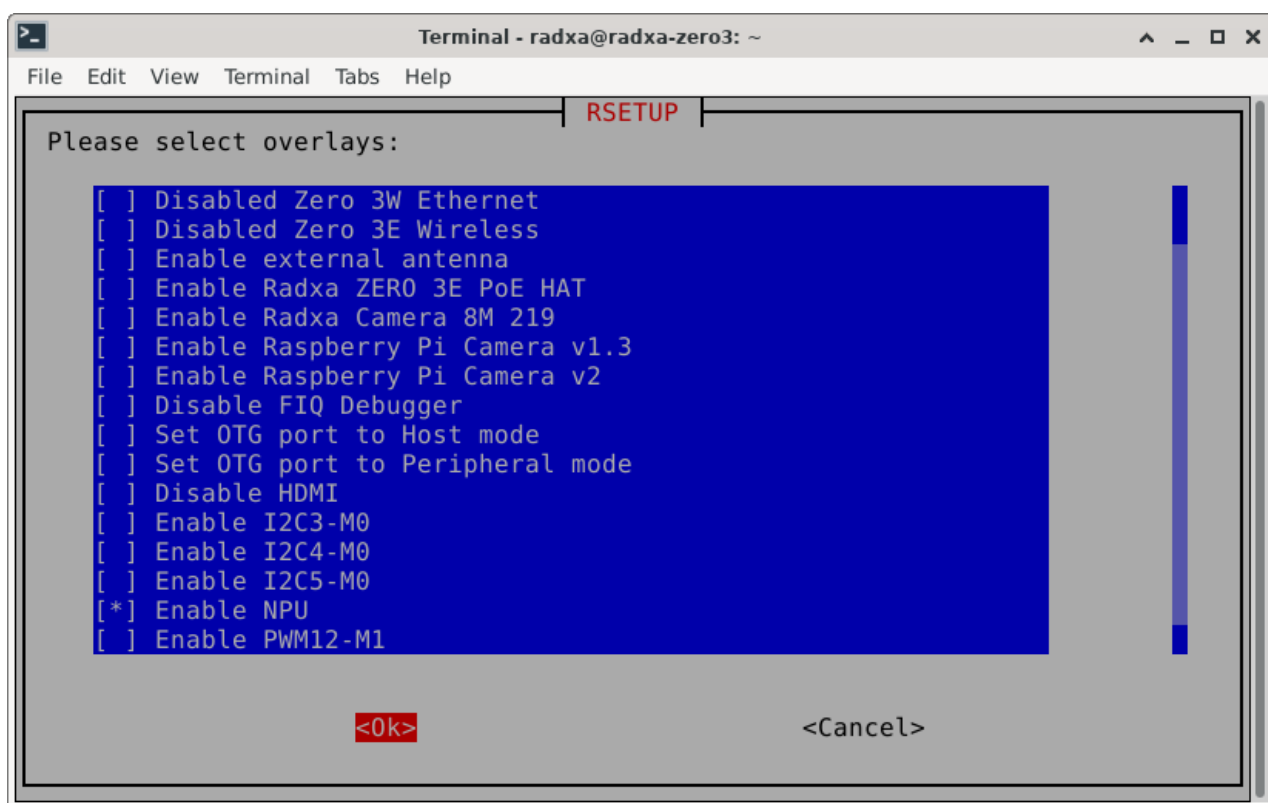 Terminal - radxa@radxa-zero3: ~
File Edit View Terminal Tabs Help
RSETUP
Please select overlays:
[ ] Disabled Zero 3W Ethernet
[ ] Disabled Zero 3E Wireless
[ ] Enable external antenna
[ ] Enable Radxa ZERO 3E PoE HAT
[ ] Enable Radxa Camera 8M 219
[ ] Enable Raspberry Pi Camera v1.3
[ ] Enable Raspberry Pi Camera v2
[ ] Disable FIQ Debugger
[ ] Set OTG port to Host mode
[ ] Set OTG port to Peripheral mode
[ ] Disable HDMI
[ ] Enable I2C3-M0
[ ] Enable I2C4-M0
[ ] Enable I2C5-M0
[*] Enable NPU
[ ] Enable PWM12-M1
<Ok> <Cancel>